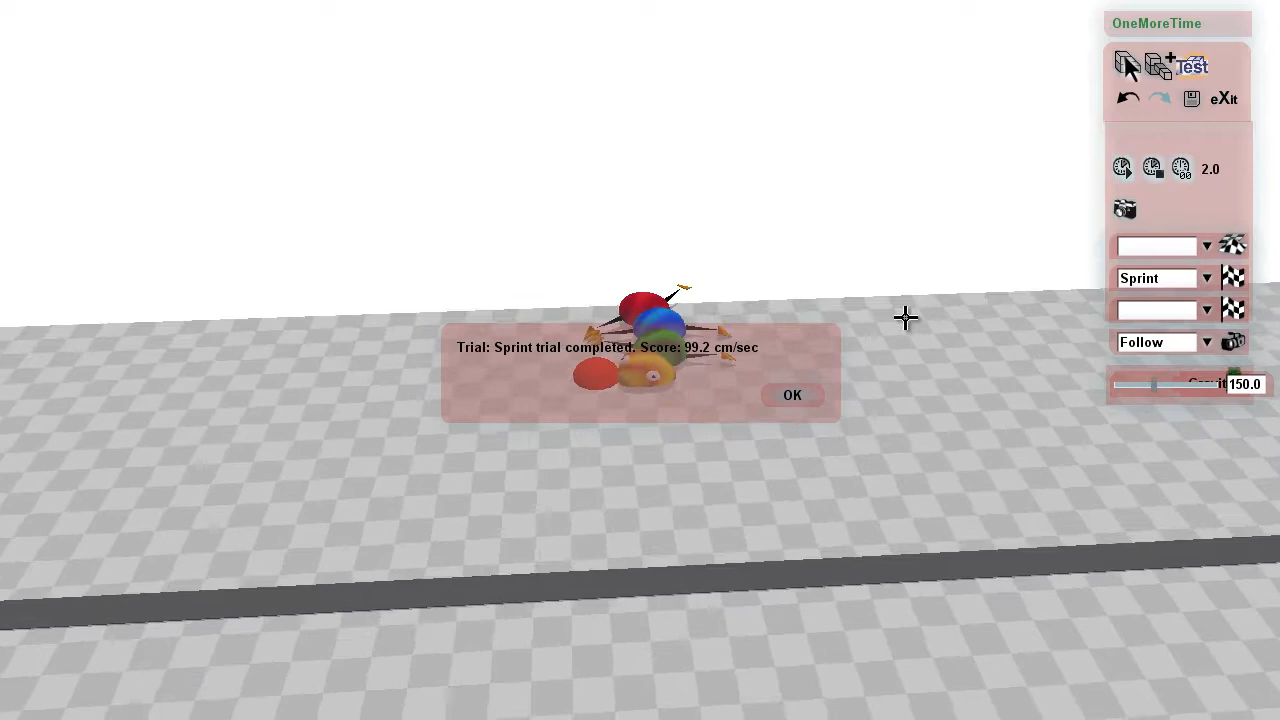 OneMoreTime
Test
eXit
00
2.0
Sprint
Trial: Sprint trial completed. Score: 99.2 cm/sec
Follow
150.0
OK